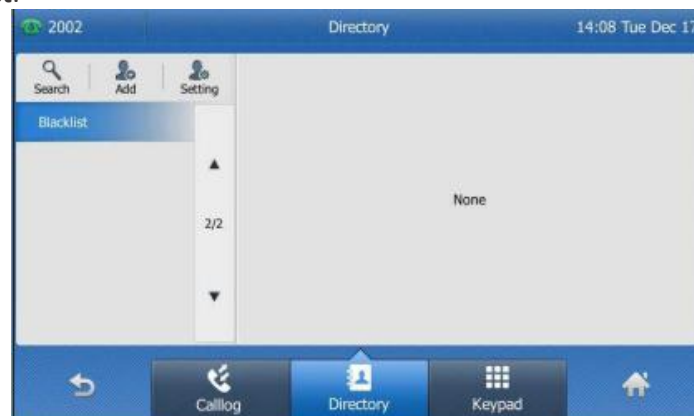 2002 Directory 14:08 Tue Dec 17
Search Add Setting
Blacklist
2/2
None
Calllog Directory Keypad